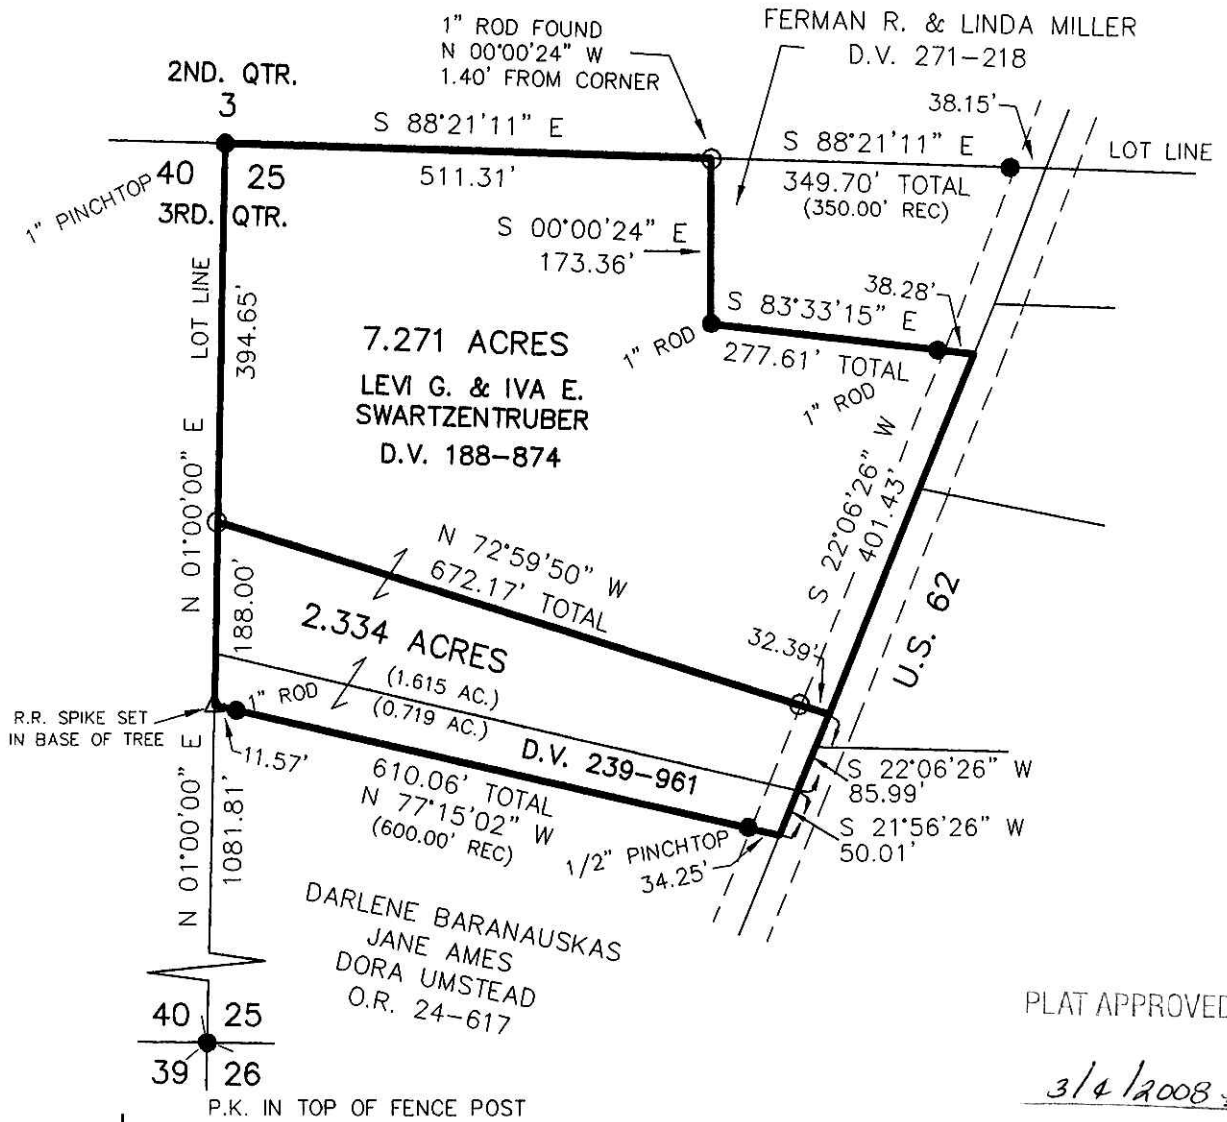 1" ROD FOUND
N 00°00'24" W
1.40' FROM CORNER
FERMAN R. & LINDA MILLER
D.V. 271-218
2ND. QTR.
3
38.15'
S 88°21'11" E
511.31'
S 88°21'11" E
349.70' TOTAL
(350.00' REC)
LOT LINE
1" PINCHTOP
40 25
3RD. QTR.
S 00°00'24" E
173.36'
LOT LINE
394.65'
N 01°00'00" E
38.28'
S 83°33'15" E
277.61' TOTAL
1" ROD
1" ROD
7.271 ACRES
LEVI G. & IVA E.
SWARTZENTRUBER
D.V. 188-874
S 22°06'26" W
401.43'
U.S. 62
N 72°59'50" W
672.17' TOTAL
32.39'
188.00'
2.334 ACRES
(1.615 AC.)
(0.719 AC.)
D.V. 239-961
1" ROD
R.R. SPIKE SET
IN BASE OF TREE
11.57'
610.06' TOTAL
N 77°15'02" W
(600.00' REC)
S 22°06'26" W
85.99'
S 21°56'26" W
50.01'
1/2" PINCHTOP
34.25'
N 01°00'00" E
1081.81'
DARLENE BARANAUSKAS
JANE AMES
DORA UMSTEAD
O.R. 24-617
40 25
39 26
P.K. IN TOP OF FENCE POST
PLAT APPROVED
3/4/2008